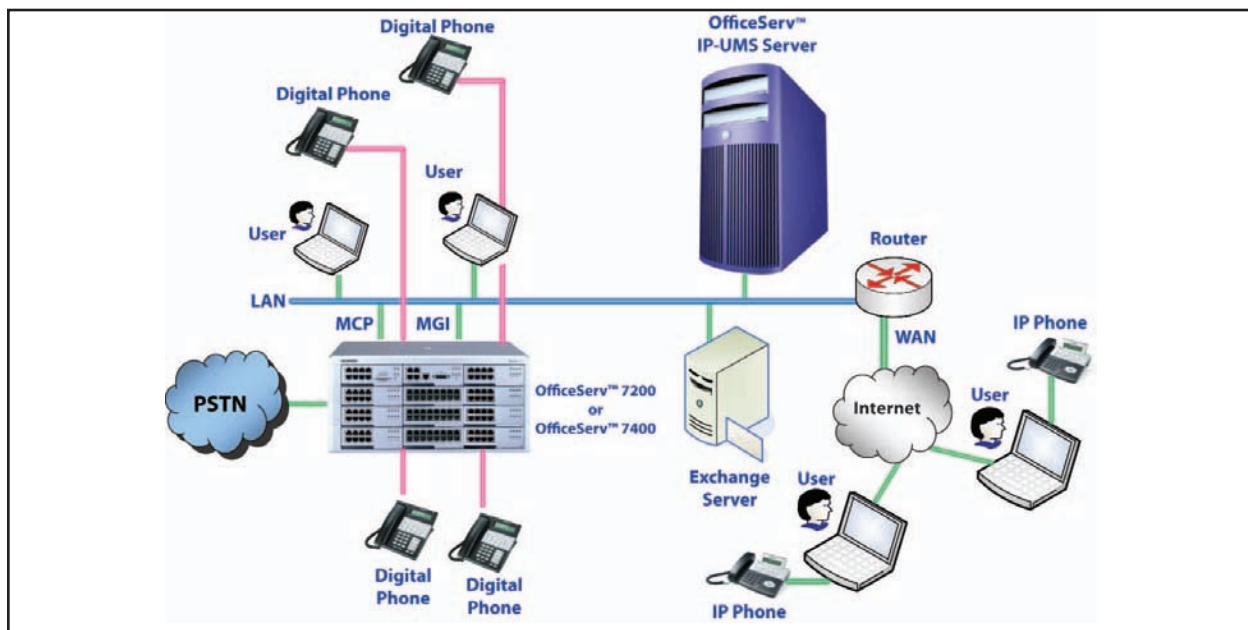 Digital Phone
OfficeServ™
IP-UMS Server
Digital Phone
User
User
Router
LAN
MCP
MGI
WAN
IP Phone
PSTN
OfficeServ™ 7200
or
OfficeServ™ 7400
Internet
User
Exchange
Server
User
Digital
Phone
Digital
Phone
IP Phone